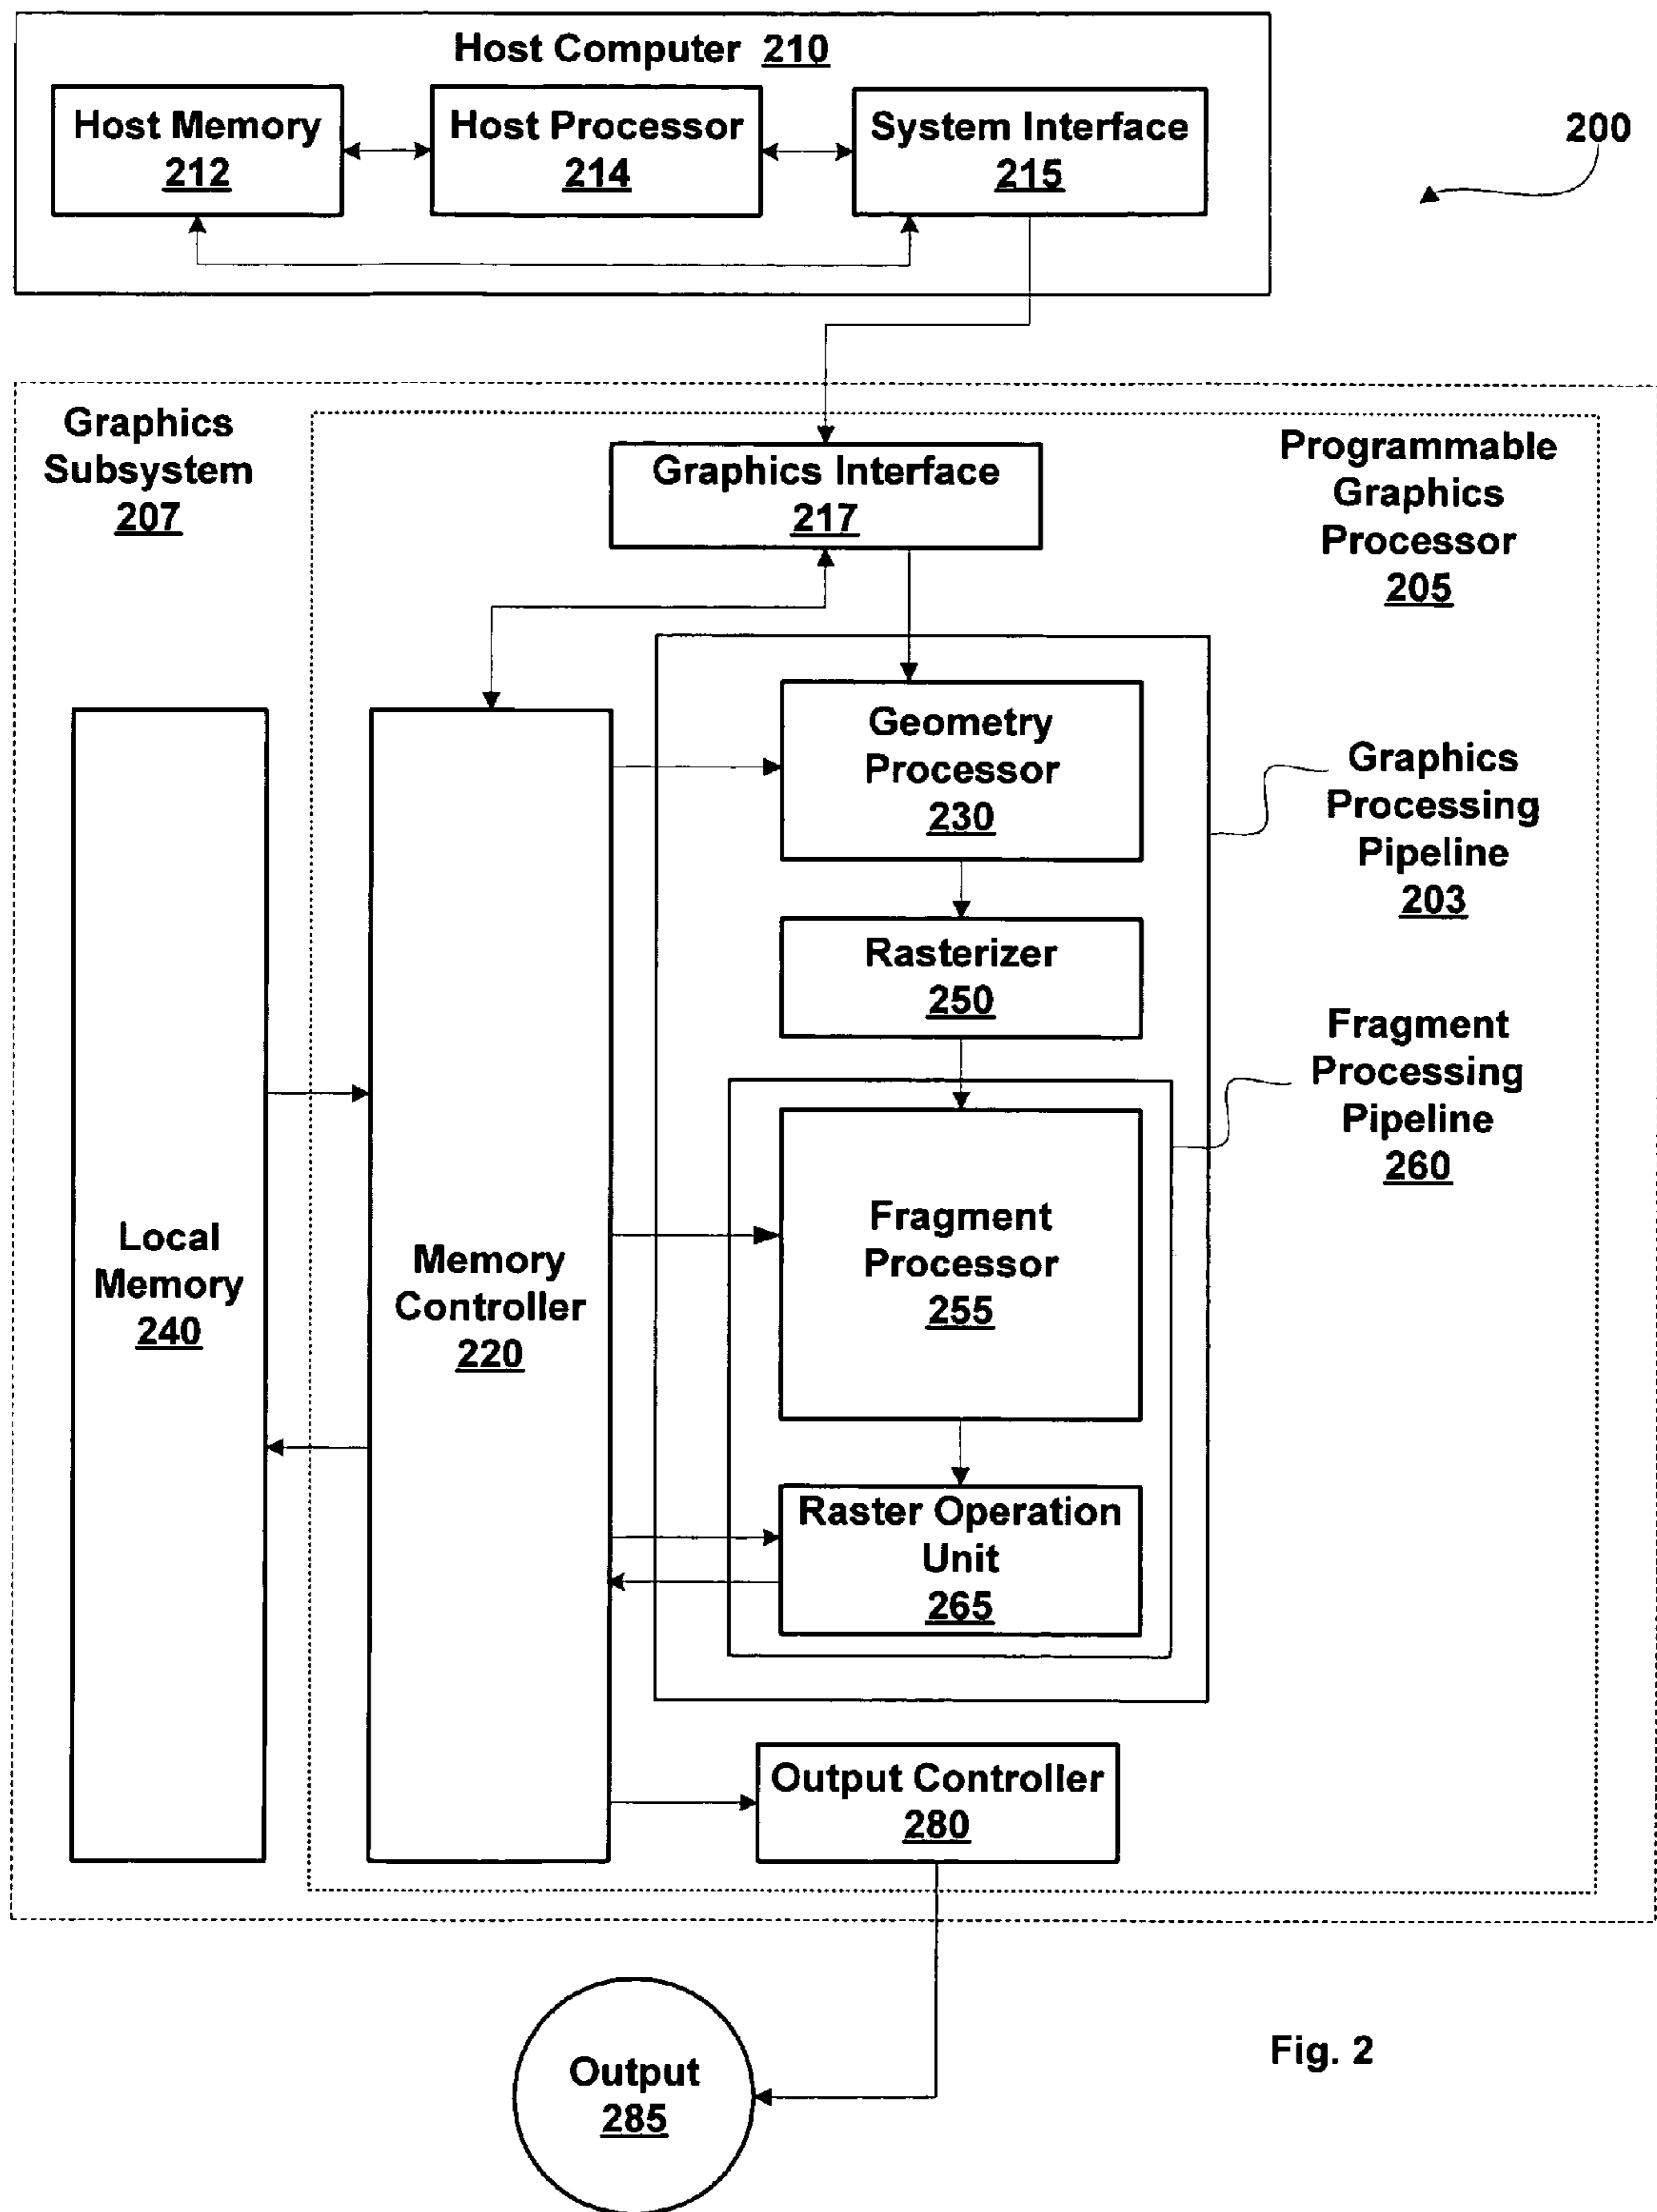 Host Computer 210
Host Memory
212
Host Processor
214
System Interface
215
200
Graphics
Subsystem
207
Graphics Interface
217
Programmable
Graphics
Processor
205
Geometry
Processor
230
Graphics
Processing
Pipeline
203
Rasterizer
250
Fragment
Processing
Pipeline
260
Local
Memory
240
Memory
Controller
220
Fragment
Processor
255
Raster Operation
Unit
265
Output Controller
280
Output
285
Fig. 2